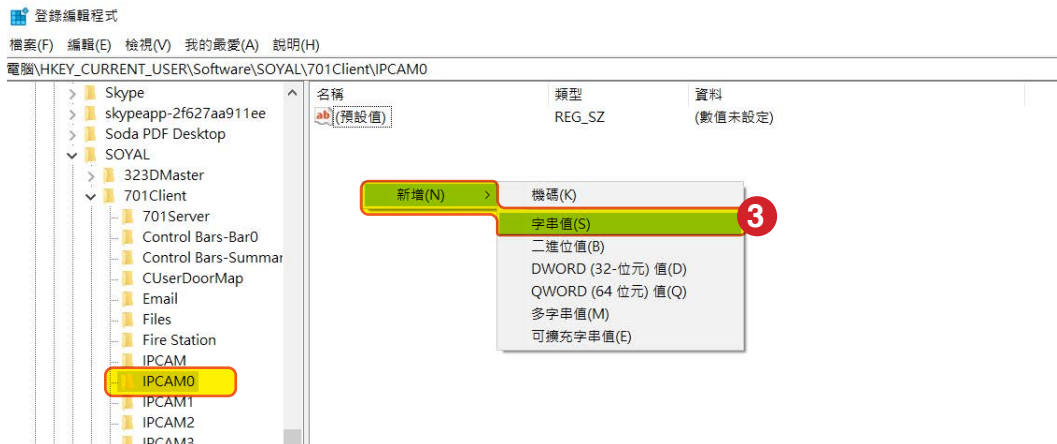 登錄編輯程式
檔案(F) 編輯(E) 檢視(V) 我的最愛(A) 說明(H)
電腦\HKEY_CURRENT_USER\Software\SOYAL\701Client\IPCAM0
Skype
skypeapp-2f627aa911ee
Soda PDF Desktop
SOYAL
323DMaster
701Client
701Server
Control Bars-Bar0
Control Bars-Summar
CUserDoorMap
Email
Files
Fire Station
IPCAM
IPCAM0
IPCAM1
IPCAM2
IPCAM3
名稱 類型 資料
ab (預設值) REG_SZ (數值未設定)
新增(N) >
機碼(K)
字串值(S)
3
二進位值(B)
DWORD (32-位元) 值(D)
QWORD (64 位元) 值(Q)
多字串值(M)
可擴充字串值(E)